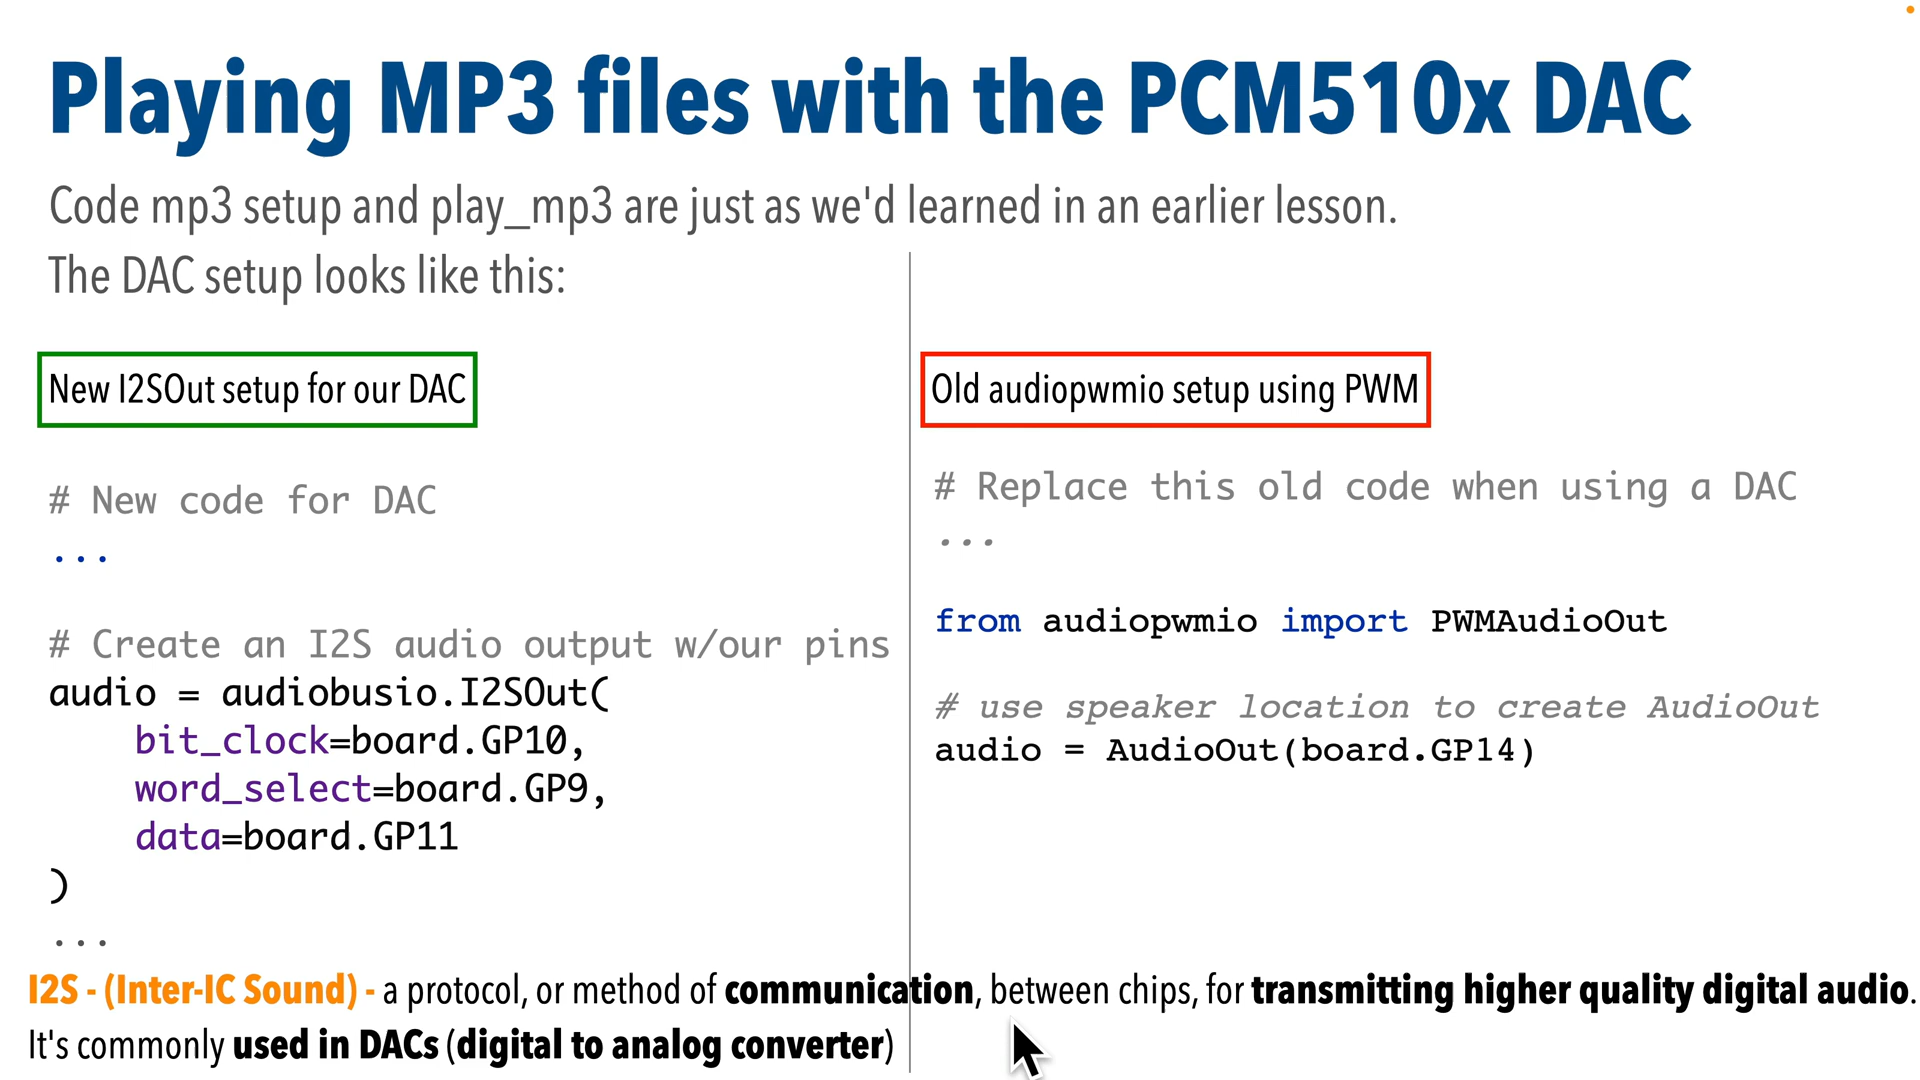 Playing MP3 files with the PCM510x DAC
Code mp3 setup and play_mp3 are just as we'd learned in an earlier lesson.
The DAC setup looks like this:
New I2SOut setup for our DAC
# New code for DAC
...
# Create an I2S audio output w/our pins
audio = audiobusio.I2SOut(
    bit_clock=board.GP10,
    word_select=board.GP9,
    data=board.GP11
)
...
Old audiopwmio setup using PWM
# Replace this old code when using a DAC
...
from audiopwmio import PWMAudioOut
# use speaker location to create AudioOut
audio = AudioOut(board.GP14)
I2S - (Inter-IC Sound) - a protocol, or method of communication, between chips, for transmitting higher quality digital audio.
It's commonly used in DACs (digital to analog converter)